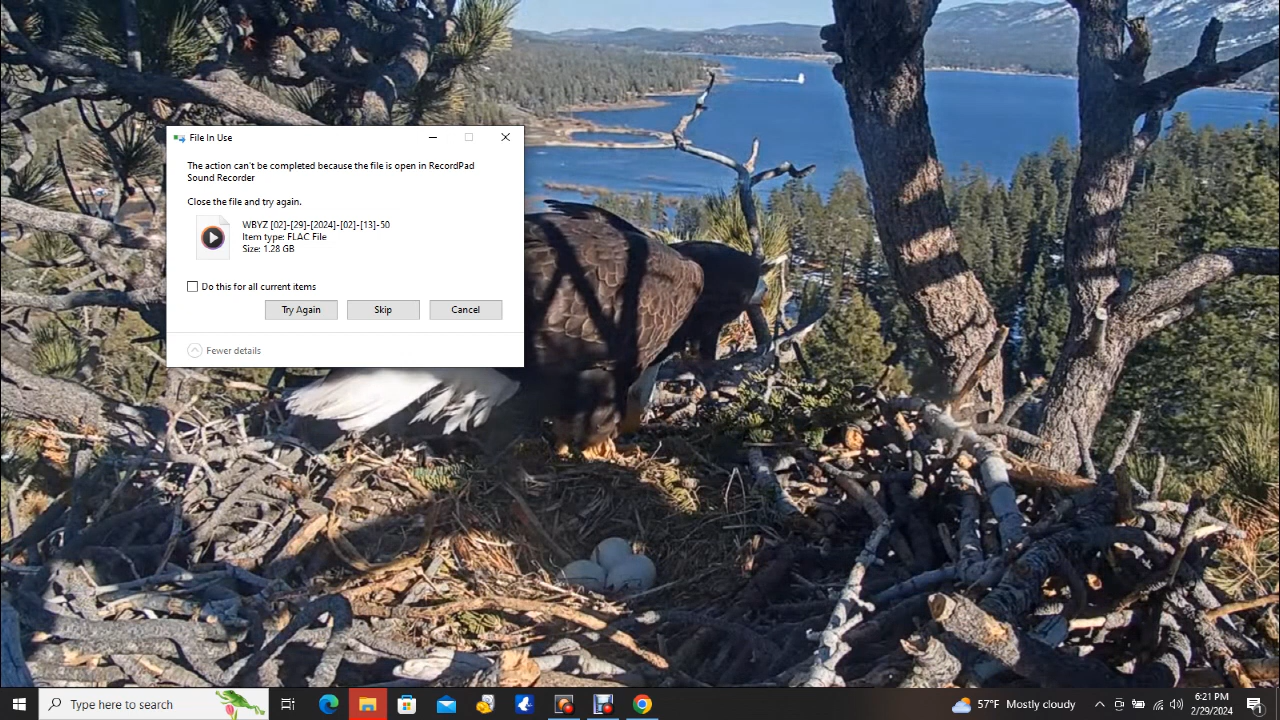 File In Use
The action can't be completed because the file is open in RecordPad
Sound Recorder
Close the file and try again.
WBYZ [02]-[29]-[2024]-[02]-[13]-50
Item type: FLAC File
Size: 1.28 GB
Do this for all current items
Try Again
Skip
Cancel
Fewer details
Type here to search
57°F Mostly cloudy
6:21 PM
2/29/2024
1